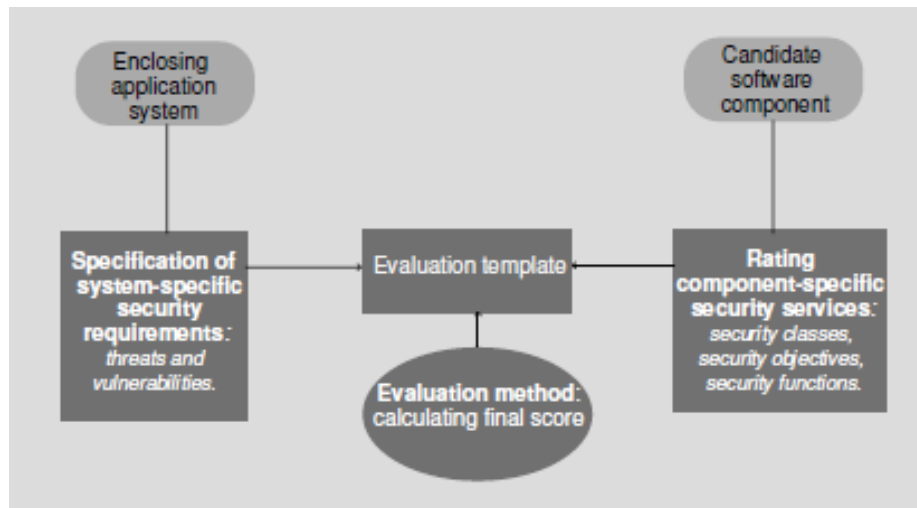 Enclosing
application
system
Candidate
software
component
Specification of
system-specific
security
requirements:
threats and
vulnerabilities.
Evaluation template
Rating
component-specific
security services:
security classes,
security objectives,
security functions.
Evaluation method:
calculating final score